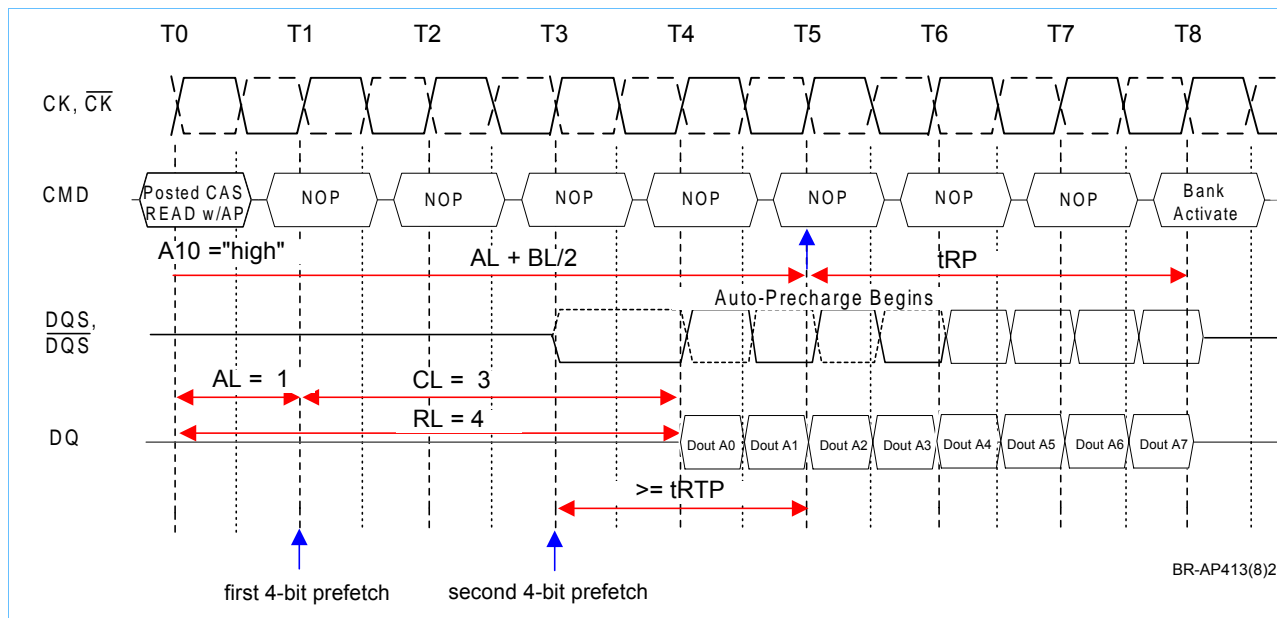 T0 T1 T2 T3 T4 T5 T6 T7 T8
CK, CK
CMD
Posted CAS
READ w/AP
NOP NOP NOP NOP NOP NOP NOP
Bank
Activate
A10 ="high"
AL + BL/2
tRP
Auto-Precharge Begins
DQS,
DQS
AL = 1
CL = 3
RL = 4
DQ
Dout A0 Dout A1 Dout A2 Dout A3 Dout A4 Dout A5 Dout A6 Dout A7
>= tRTP
first 4-bit prefetch
second 4-bit prefetch
BR-AP413(8)2